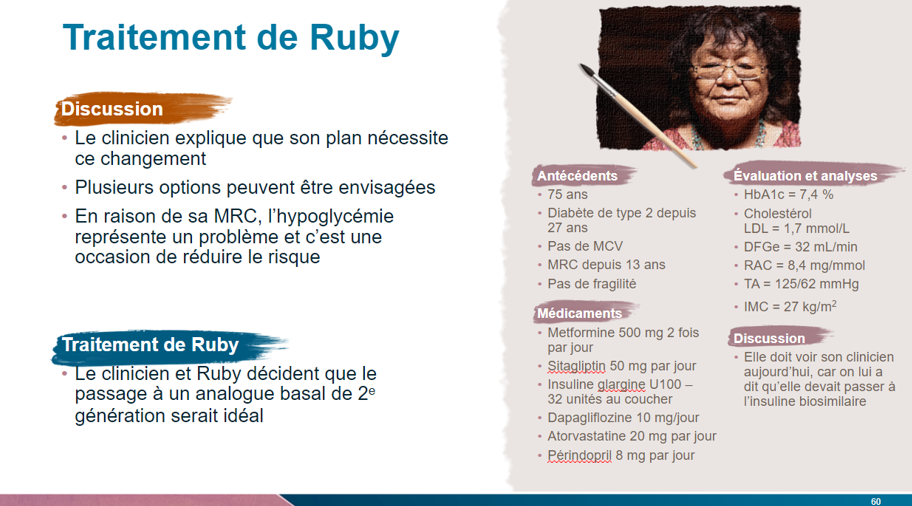 Traitement de Ruby
Discussion
• Le clinicien explique que son plan nécessite
ce changement
• Plusieurs options peuvent être envisagées
• En raison de sa MRC, l’hypoglycémie
représente un problème et c’est une
occasion de réduire le risque
Traitement de Ruby
• Le clinicien et Ruby décident que le
passage à un analogue basal de 2e
génération serait idéal
Antécédents
• 75 ans
• Diabète de type 2 depuis
27 ans
• Pas de MCV
• MRC depuis 13 ans
• Pas de fragilité
Médicaments
• Metformine 500 mg 2 fois
par jour
• Sitagliptin 50 mg par jour
• Insuline glargine U100 –
32 unités au coucher
• Dapagliflozine 10 mg/jour
• Atorvastatine 20 mg par jour
• Périndopril 8 mg par jour
Évaluation et analyses
• HbA1c = 7,4 %
• Cholestérol
LDL = 1,7 mmol/L
• DFGe = 32 mL/min
• RAC = 8,4 mg/mmol
• TA = 125/62 mmHg
• IMC = 27 kg/m2
Discussion
• Elle doit voir son clinicien
aujourd’hui, car on lui a
dit qu’elle devait passer à
l’insuline biosimilaire
60